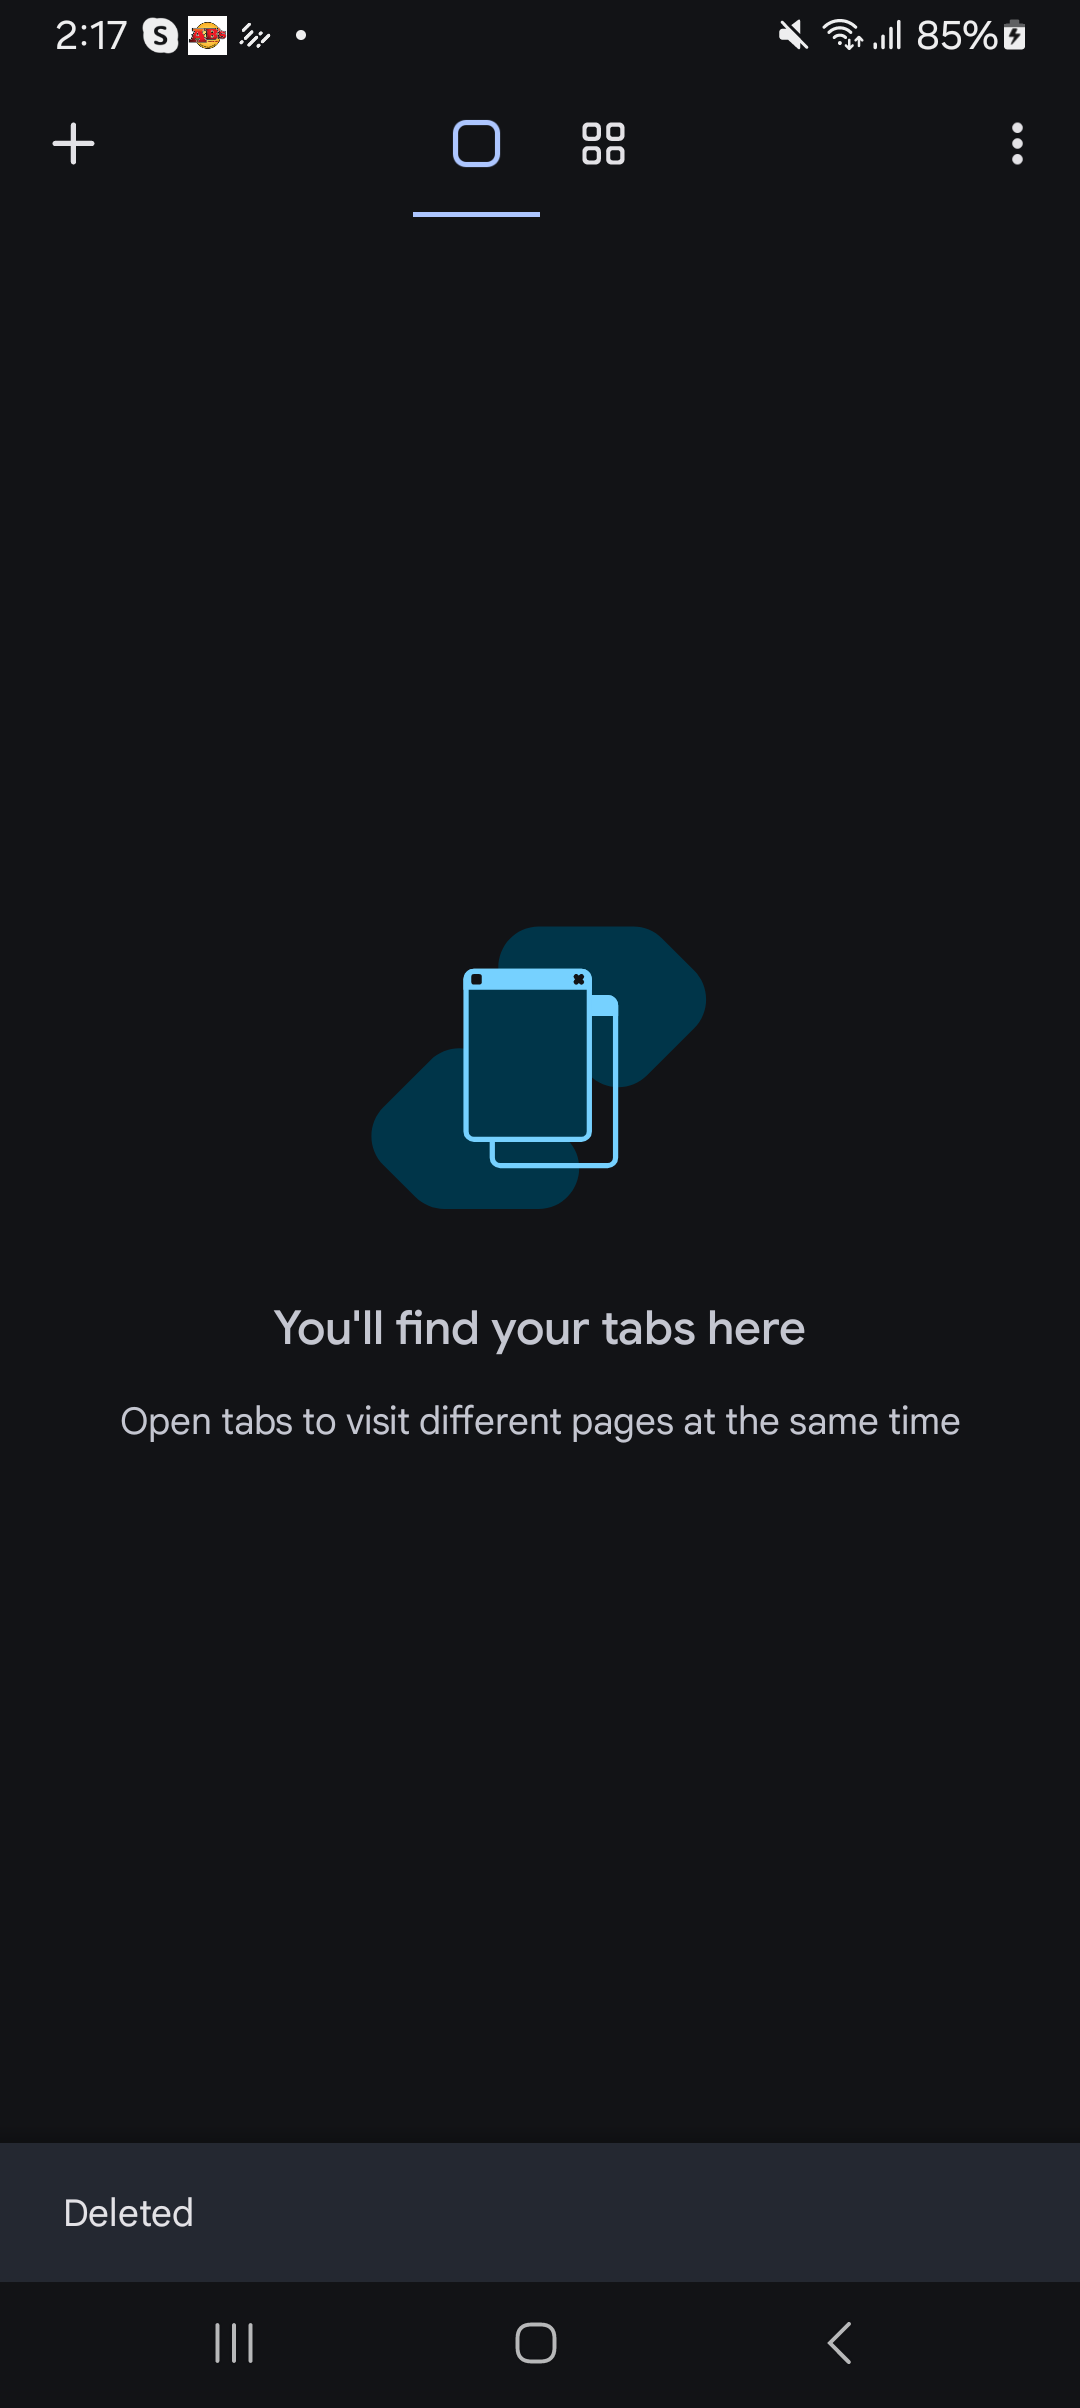 2:17 S AE's 85%
You'll find your tabs here
Open tabs to visit different pages at the same time
Deleted